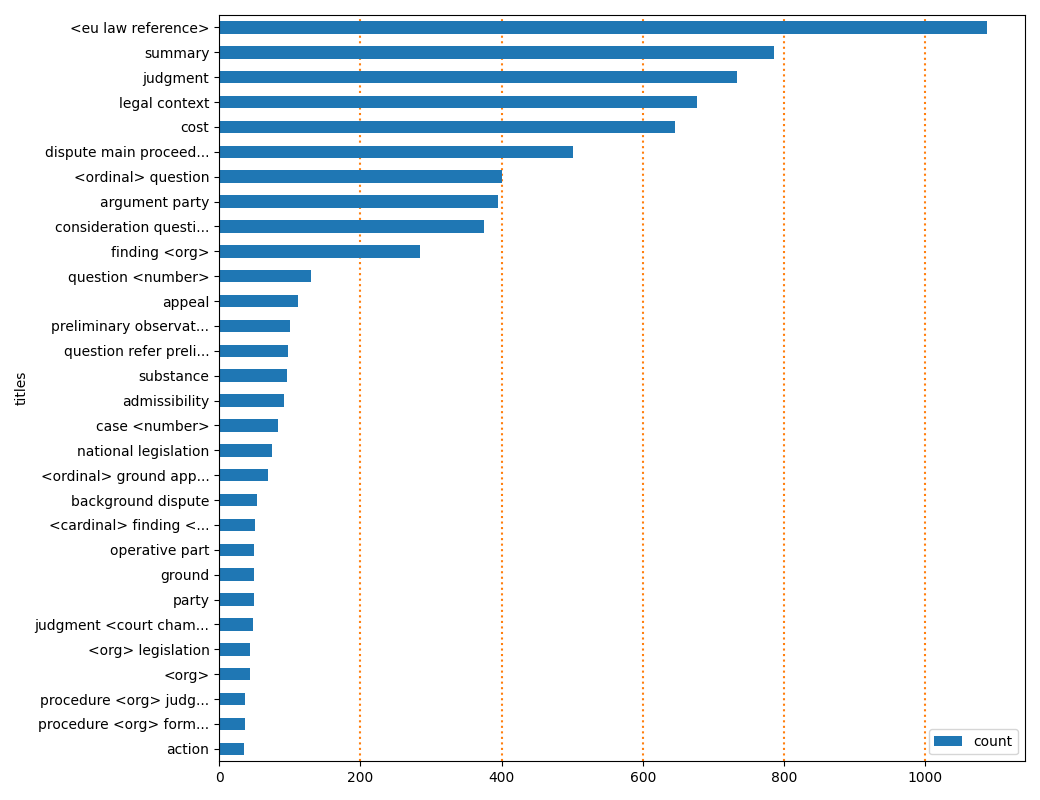 <eu law reference>
summary
judgment
legal context
cost
dispute main proceed...
<ordinal> question
argument party
consideration questi...
finding <org>
question <number>
appeal
preliminary observat...
question refer preli...
substance
admissibility
case <number>
national legislation
<ordinal> ground app...
background dispute
<cardinal> finding <...
operative part
ground
party
judgment <court cham...
<org> legislation
<org>
procedure <org> judg...
procedure <org> form...
action
titles
count
0 200 400 600 800 1000